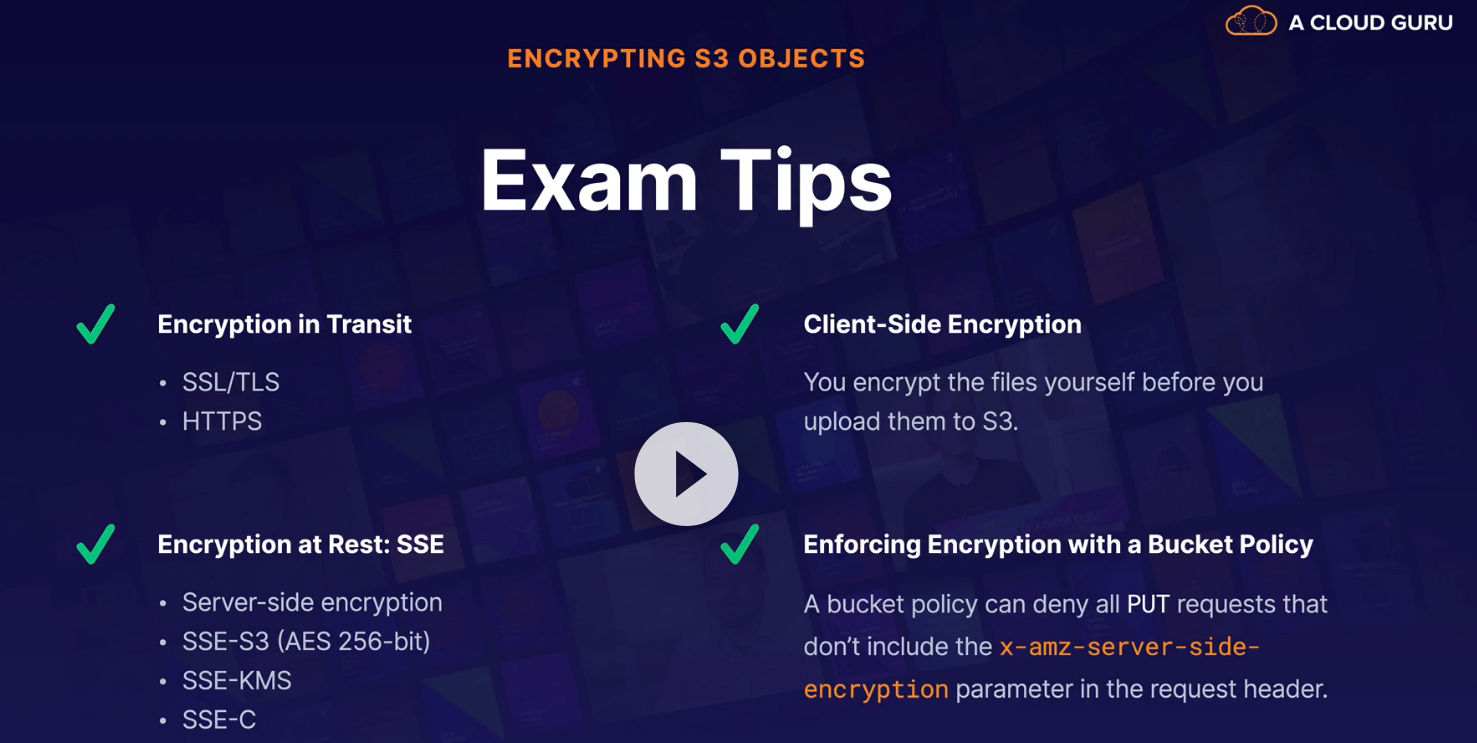 A CLOUD GURU
ENCRYPTING S3 OBJECTS
Exam Tips
Encryption in Transit
• SSL/TLS
• HTTPS
Client-Side Encryption
You encrypt the files yourself before you
upload them to S3.
Encryption at Rest: SSE
• Server-side encryption
• SSE-S3 (AES 256-bit)
• SSE-KMS
• SSE-C
Enforcing Encryption with a Bucket Policy
A bucket policy can deny all PUT requests that
don’t include the x-amz-server-side-
encryption parameter in the request header.